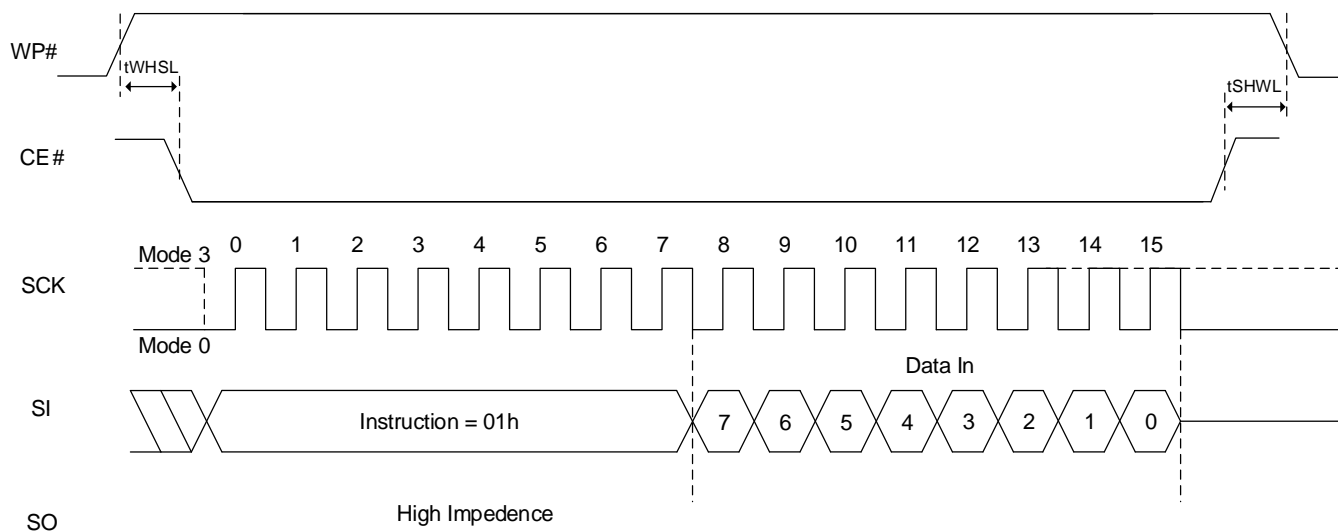 WP#
tWHSL
tSHWL
CE#
0 1 2 3 4 5 6 7 8 9 10 11 12 13 14 15
Mode 3
SCK
Mode 0
Data In
SI
Instruction = 01h
7 6 5 4 3 2 1 0
High Impedence
SO